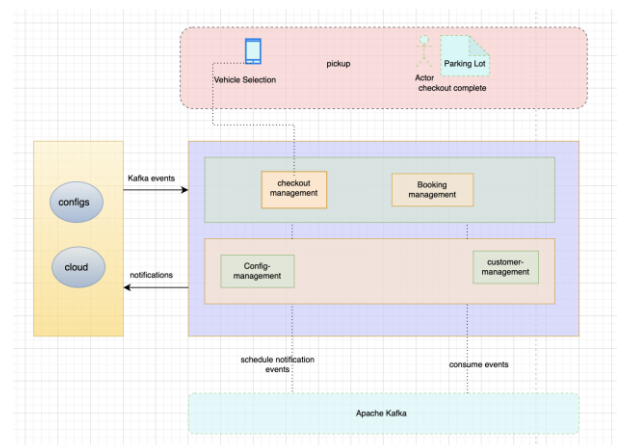 pickup
Parking Lot
Vehicle Selection
Actor
checkout complete
Kafka events
configs
checkout
management
Booking
management
cloud
notifications
Config-
management
customer-
management
schedule notification
events
consume events
Apache Kafka